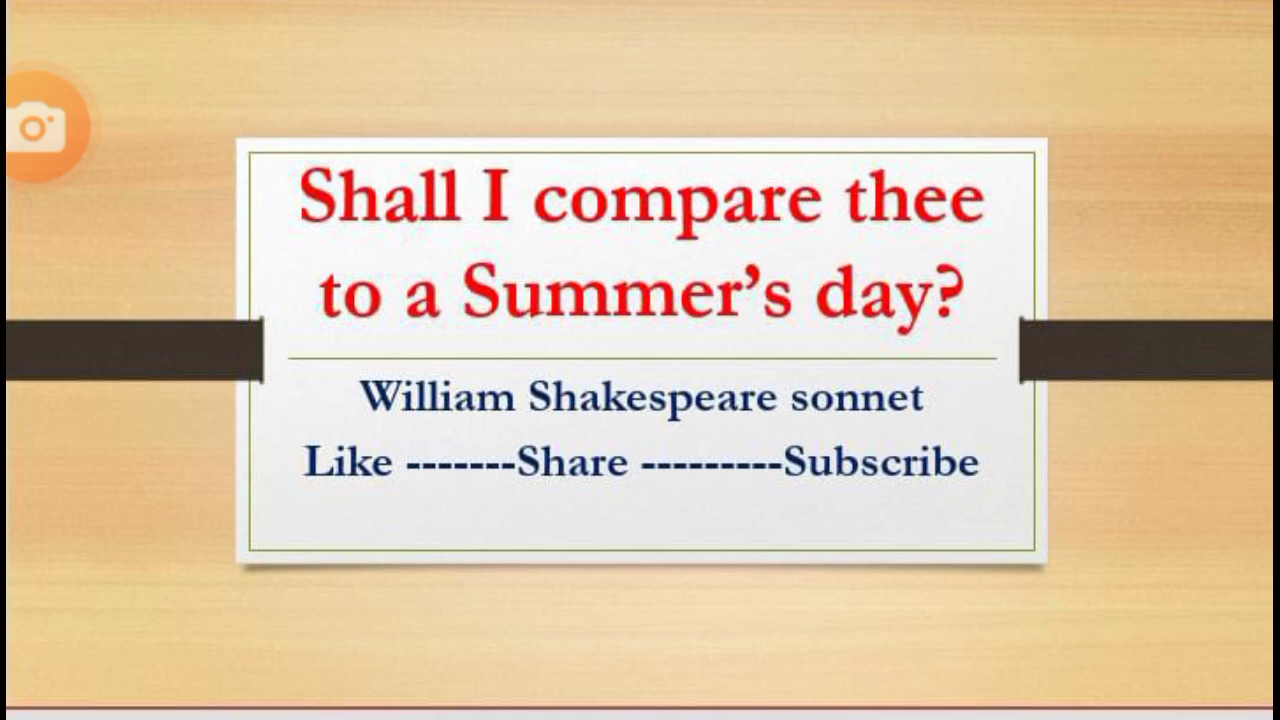 Shall I compare thee
to a Summer’s day?
William Shakespeare sonnet
Like -------Share ---------Subscribe